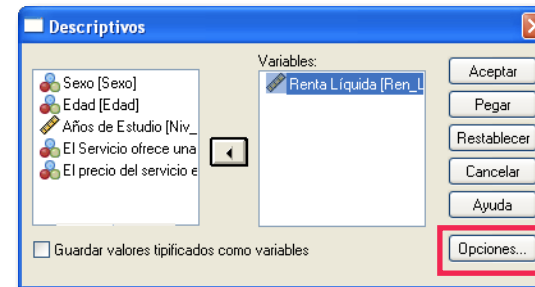 Descriptivos
Variables:
Sexo [Sexo]
Edad [Edad]
Años de Estudio [Niv_
El Servicio ofrece una
El precio del servicio e
Renta Líquida [Ren_L
Aceptar
Pegar
Restablecer
Cancelar
Ayuda
Opciones...
Guardar valores tipificados como variables